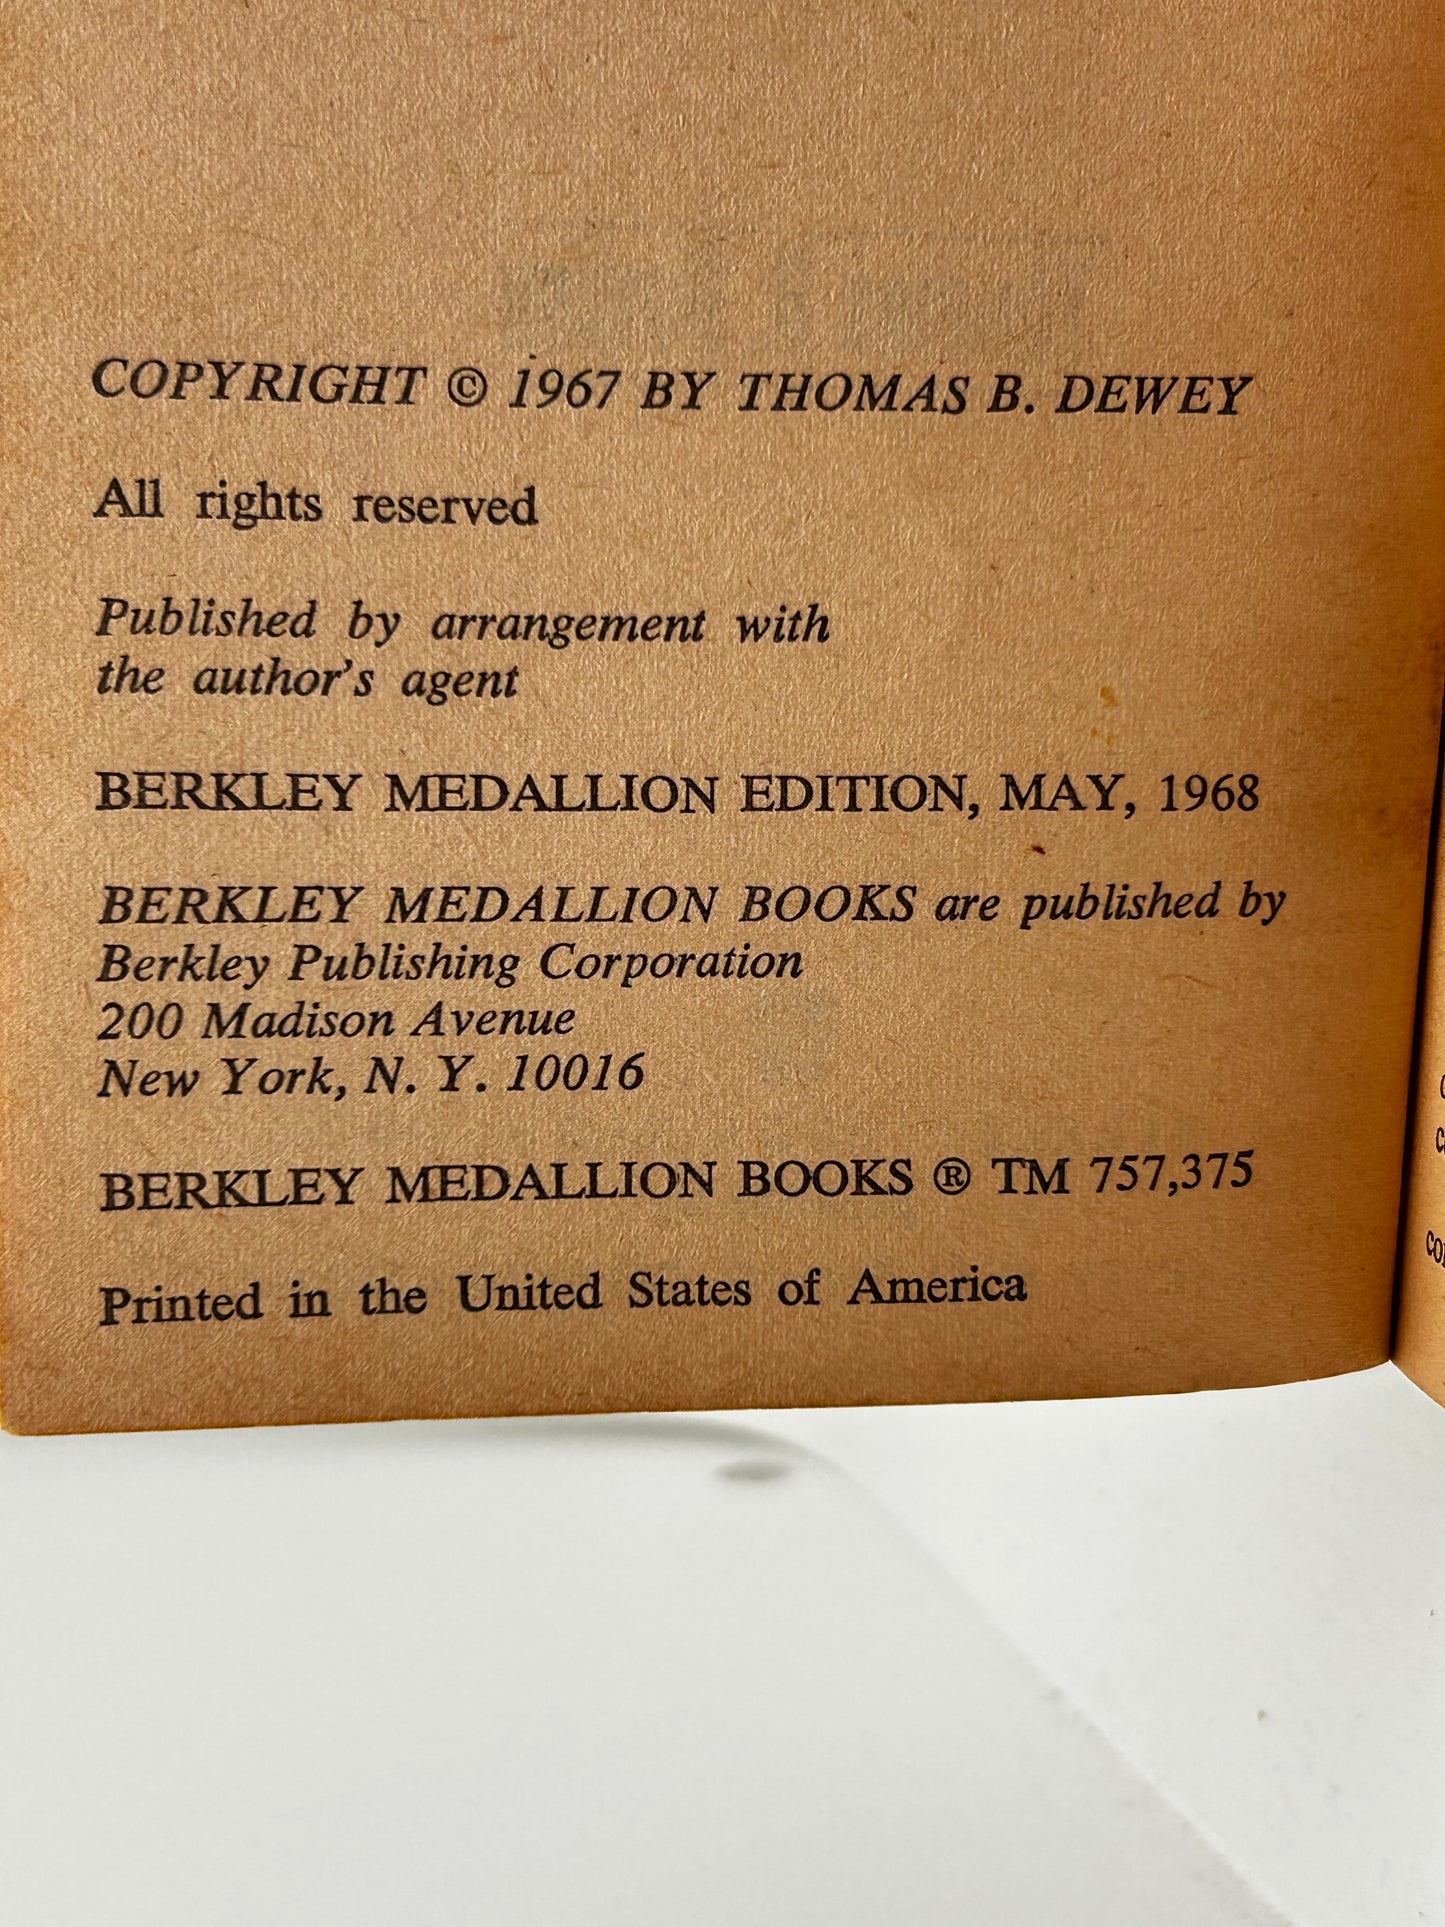 COPYRIGHT © 1967 BY THOMAS B. DEWEY
All rights reserved
Published by arrangement with
the author's agent
BERKLEY MEDALLION EDITION, MAY, 1968
BERKLEY MEDALLION BOOKS are published by
Berkley Publishing Corporation
200 Madison Avenue
New York, N. Y. 10016
BERKLEY MEDALLION BOOKS ® TM 757,375
Printed in the United States of America